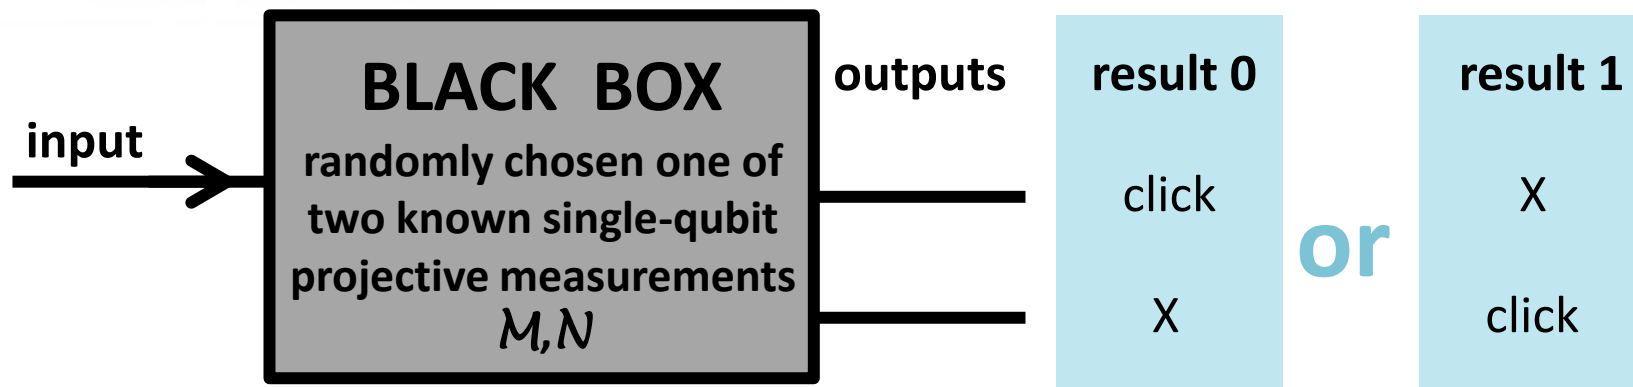 input
BLACK BOX
randomly chosen one of
two known single-qubit
projective measurements
M,N
outputs
result 0
click
X
or
result 1
X
click